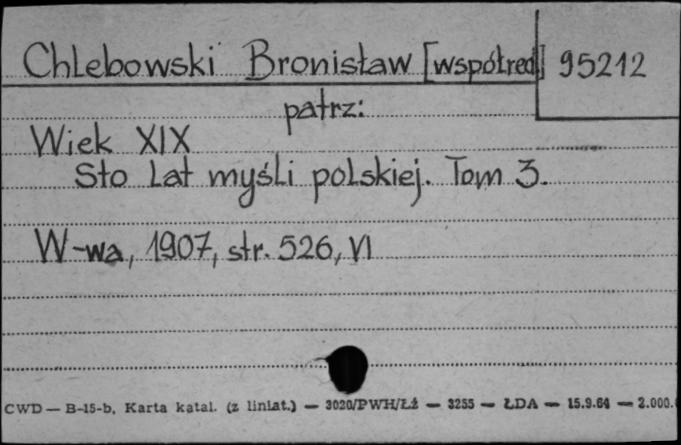 Chlebowski Bronisław [współred.] 95212
patrz:
Wiek XIX
Sto lat myśli polskiej. Tom 3.
W-wa, 1907, str. 526, VI
CWD — B-15-b, Karta katal. (z liniat.) — 3020/PWH/Łż — 3255 — ŁDA — 15.9.64 — 2.000.